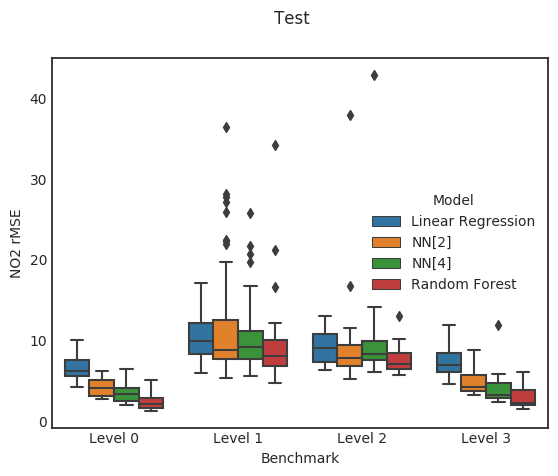 Test
40
30
20
10
0
NO2 rMSE
Model
Linear Regression
NN[2]
NN[4]
Random Forest
Level 0
Level 1
Level 2
Level 3
Benchmark